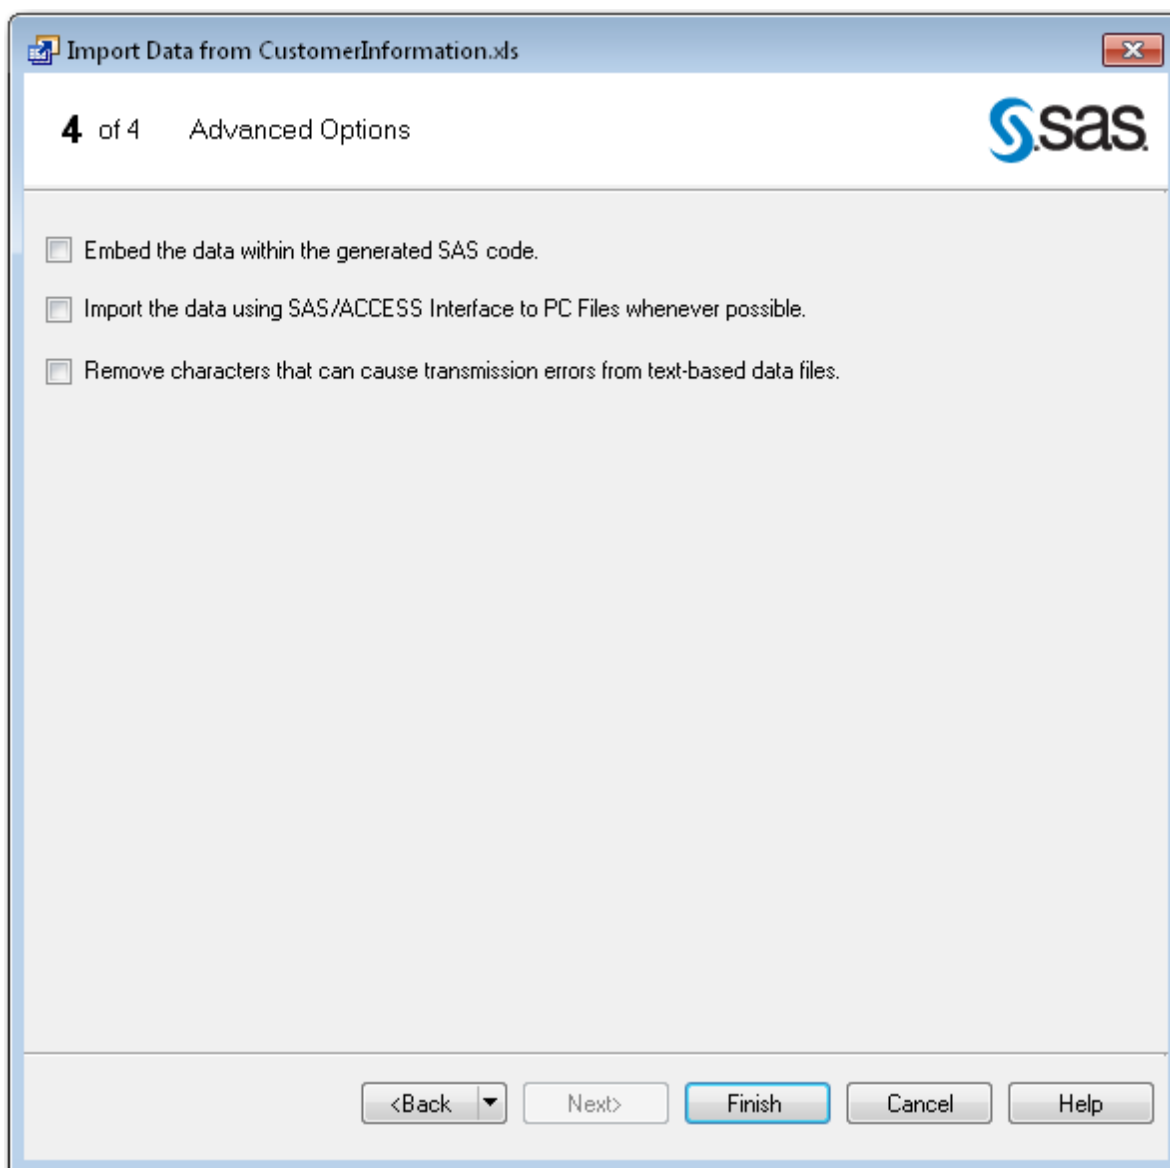 Import Data from CustomerInformation.xls
4 of 4 Advanced Options
sas
Embed the data within the generated SAS code.
Import the data using SAS/ACCESS Interface to PC Files whenever possible.
Remove characters that can cause transmission errors from text-based data files.
<Back Next> Finish Cancel Help